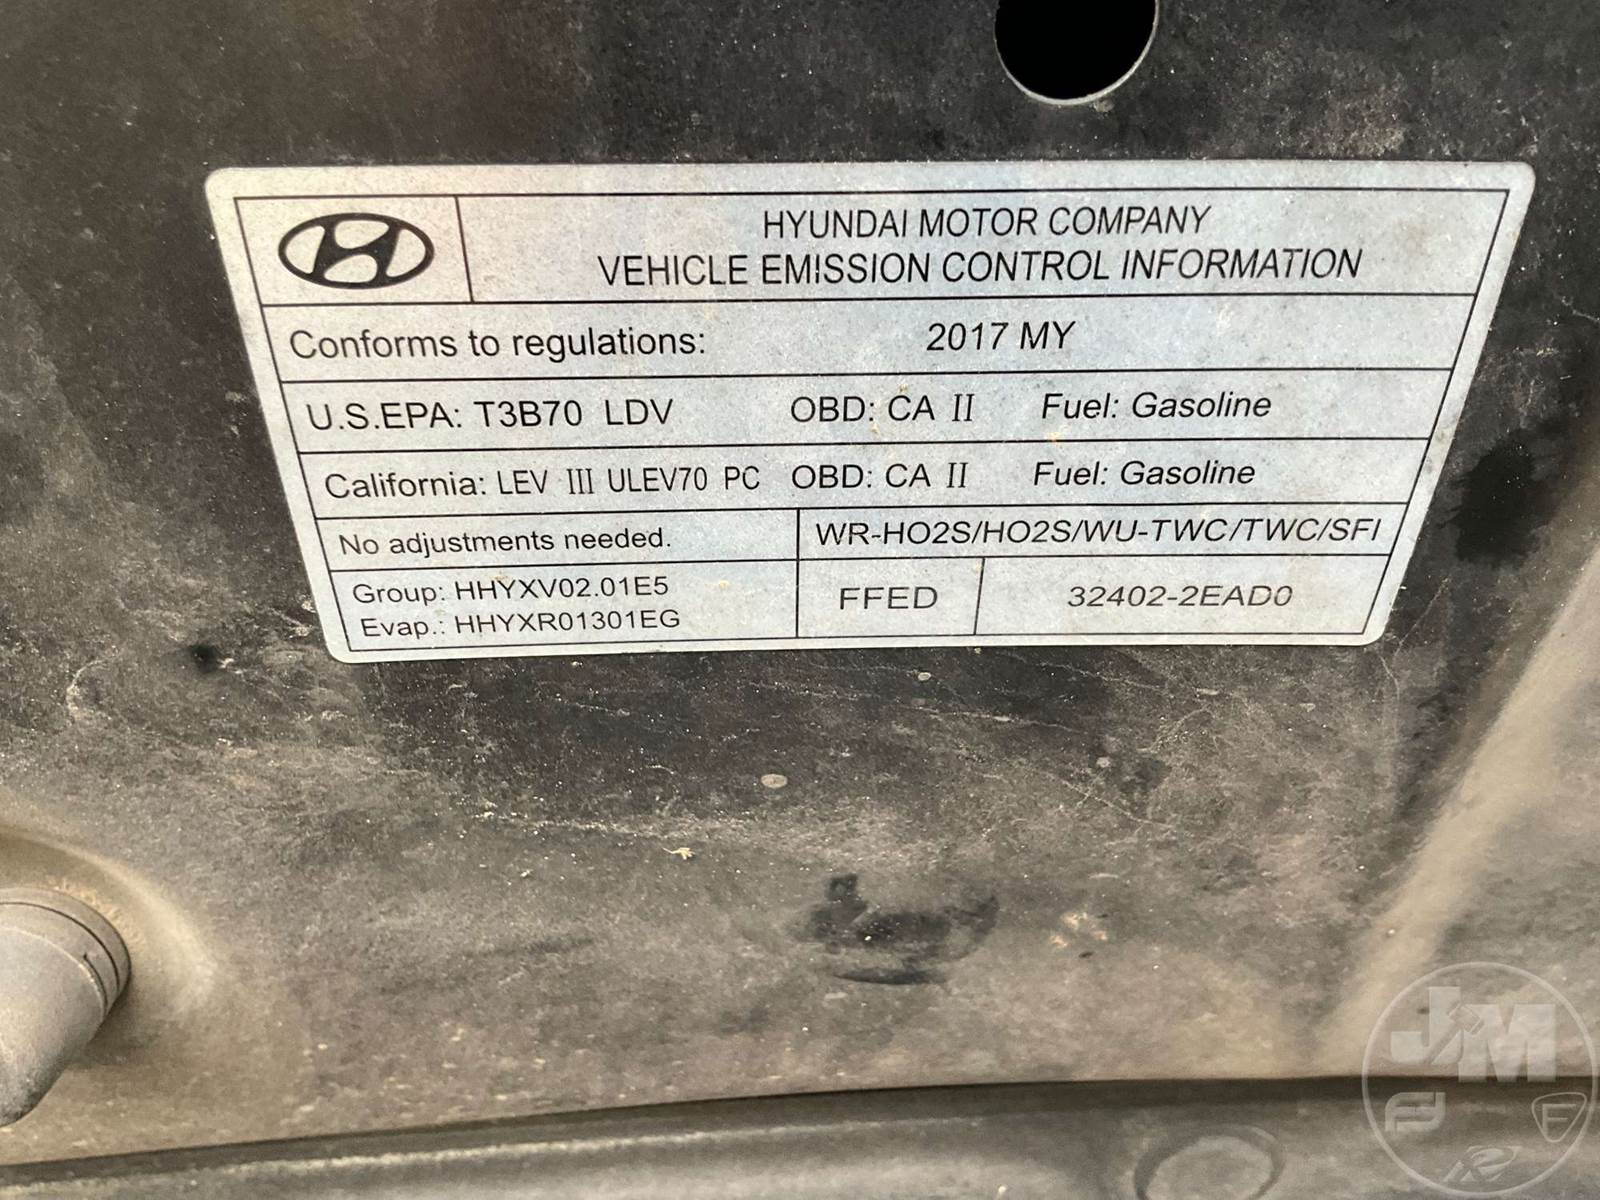 HYUNDAI MOTOR COMPANY
VEHICLE EMISSION CONTROL INFORMATION
Conforms to regulations: 2017 MY
U.S.EPA: T3B70 LDV OBD: CA II Fuel: Gasoline
California: LEV III ULEV70 PC OBD: CA II Fuel: Gasoline
No adjustments needed. WR-HO2S/HO2S/WU-TWC/TWC/SFI
Group: HHYXV02.01E5
Evap.: HHYXR01301EG
FFED 32402-2EAD0
JM